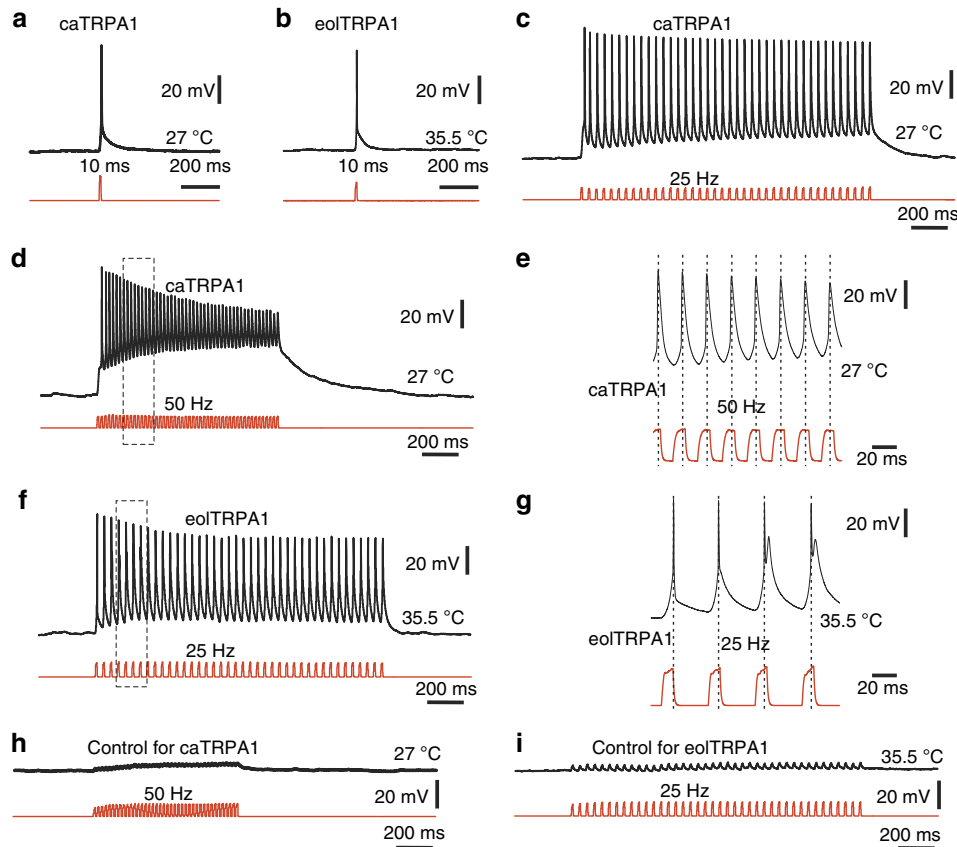 a
caTRPA1
20 mV
27 °C
10 ms
200 ms
b
eolTRPA1
20 mV
35.5 °C
10 ms
200 ms
c
caTRPA1
20 mV
27 °C
25 Hz
200 ms
d
caTRPA1
20 mV
27 °C
50 Hz
200 ms
e
20 mV
27 °C
caTRPA1
50 Hz
20 ms
f
eolTRPA1
20 mV
35.5 °C
25 Hz
200 ms
g
20 mV
35.5 °C
eolTRPA1
25 Hz
20 ms
h
Control for caTRPA1
27 °C
50 Hz
20 mV
200 ms
i
Control for eolTRPA1
35.5 °C
25 Hz
20 mV
200 ms